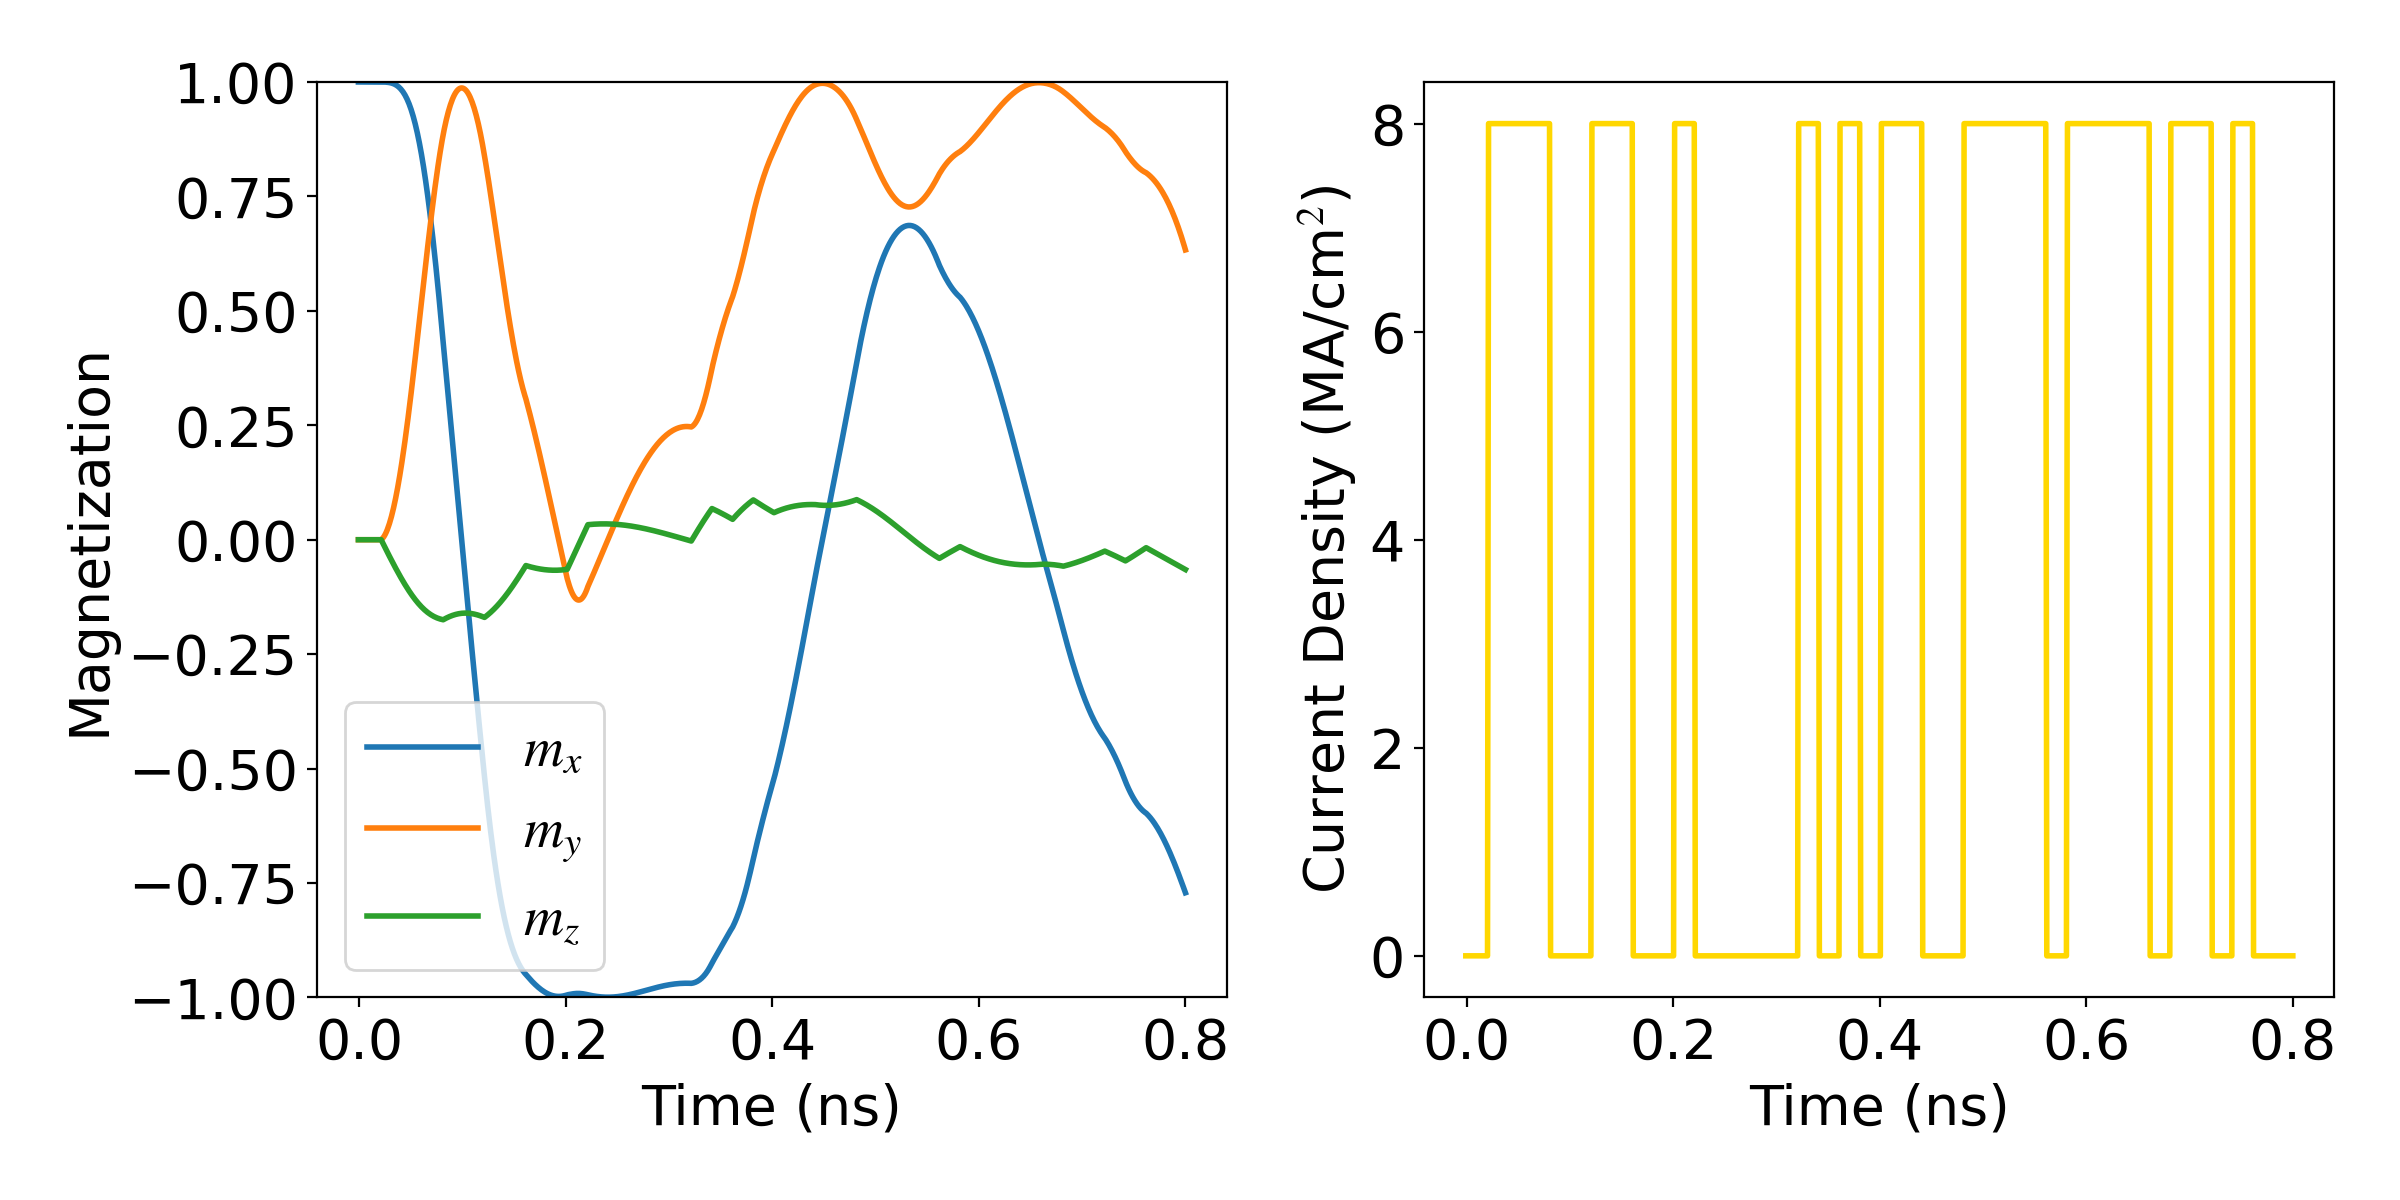 Magnetization
1.00
0.75
0.50
0.25
0.00
−0.25
−0.50
−0.75
−1.00
m_x
m_y
m_z
0.0 0.2 0.4 0.6 0.8
Time (ns)
Current Density (MA/cm²)
8
6
4
2
0
0.0 0.2 0.4 0.6 0.8
Time (ns)